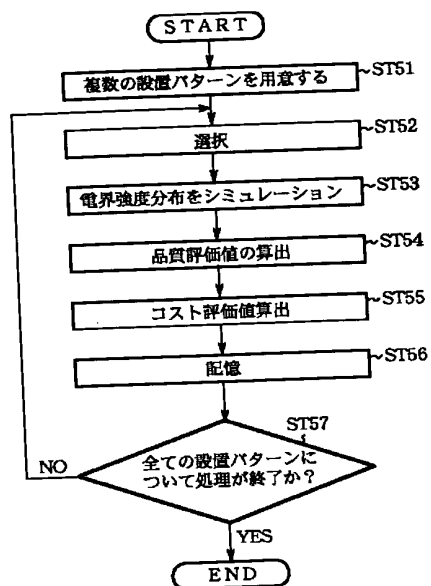 START
複数の設置パターンを用意する
ST51
選択
ST52
電界強度分布をシミュレーション
ST53
品質評価値の算出
ST54
コスト評価値算出
ST55
記憶
ST56
ST57
全ての設置パターンに
ついて処理が終了か?
NO
YES
END